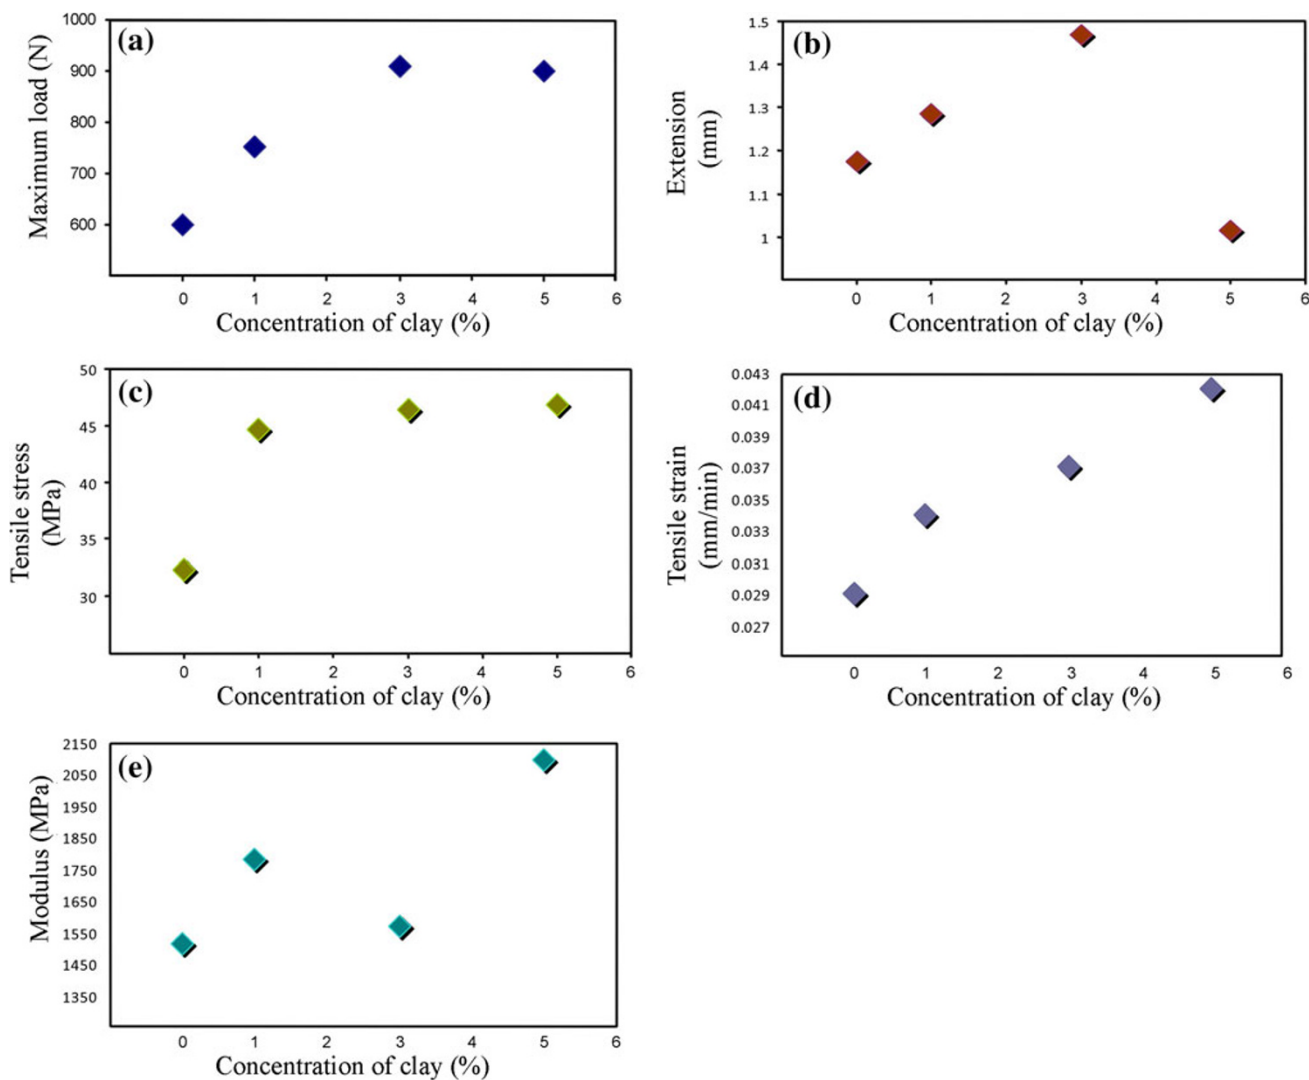 (a)
Maximum load (N)
1000
900
800
700
600
0 1 2 3 4 5 6
Concentration of clay (%)
(b)
Extension
(mm)
1.5
1.4
1.3
1.2
1.1
1
0 1 2 3 4 5 6
Concentration of clay (%)
(c)
Tensile stress
(MPa)
50
45
40
35
30
0 1 2 3 4 5 6
Concentration of clay (%)
(d)
Tensile strain
(mm/min)
0.043
0.041
0.039
0.037
0.035
0.033
0.031
0.029
0.027
0 1 2 3 4 5 6
Concentration of clay (%)
(e)
Modulus (MPa)
2150
2050
1950
1850
1750
1650
1550
1450
1350
0 1 2 3 4 5 6
Concentration of clay (%)